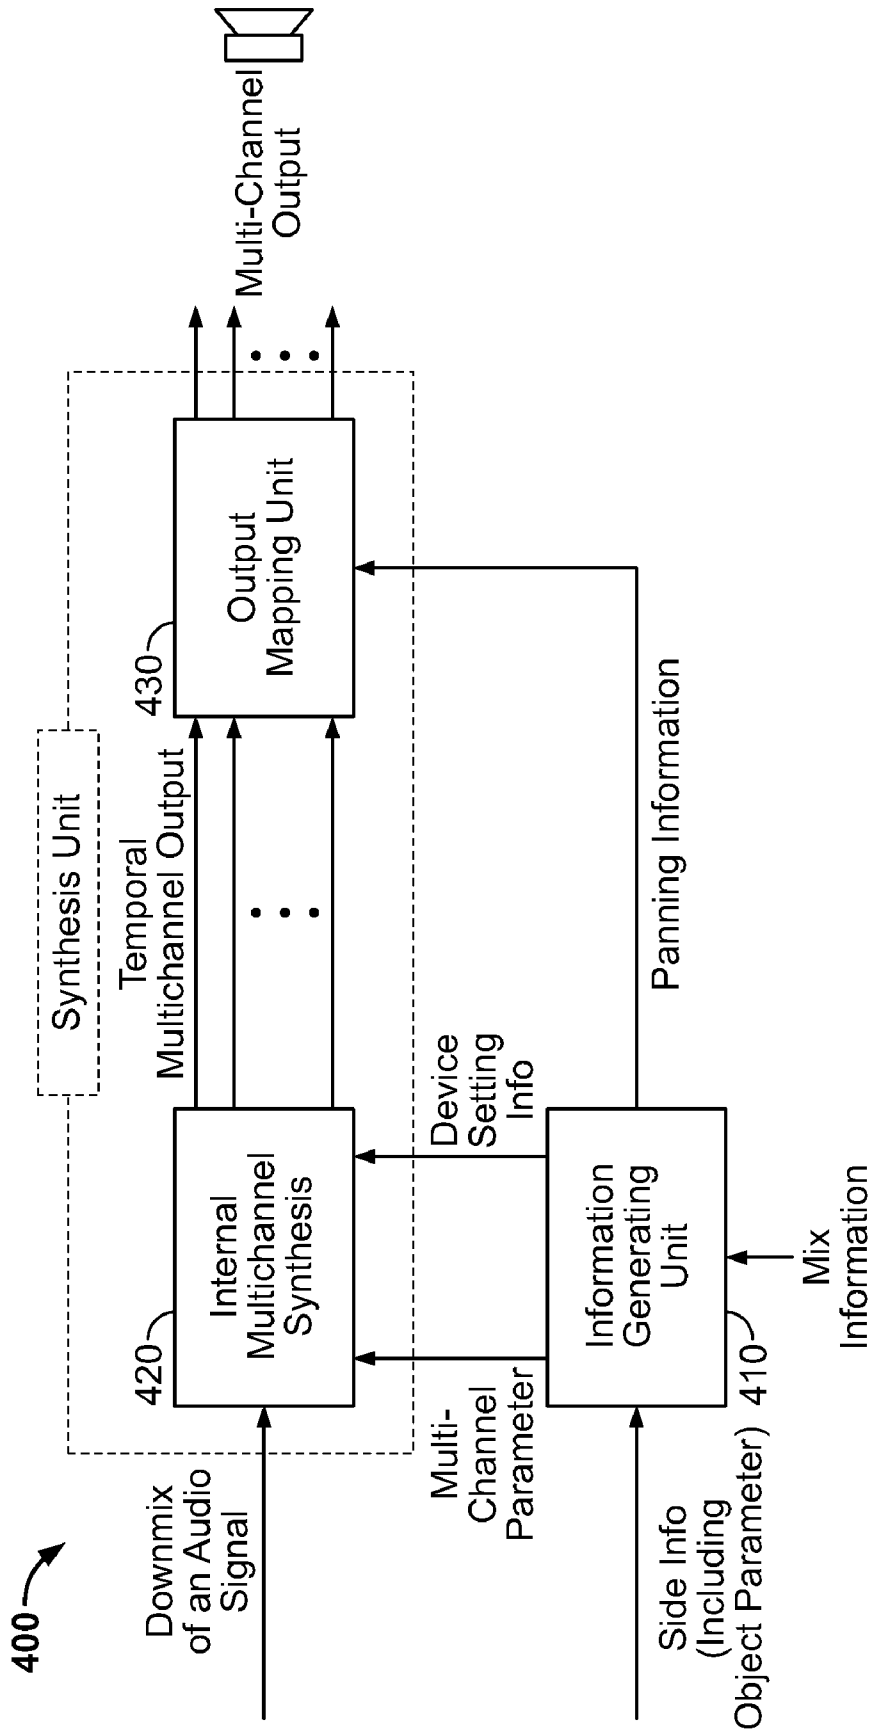 400
Synthesis Unit
Downmix
of an Audio
Signal
420
Internal
Multichannel
Synthesis
Temporal
Multichannel Output
430
Output
Mapping Unit
Multi-Channel
Output
Multi-
Channel
Parameter
Device
Setting
Info
Side Info
(Including
Object Parameter)
410
Information
Generating
Unit
Panning Information
Mix
Information